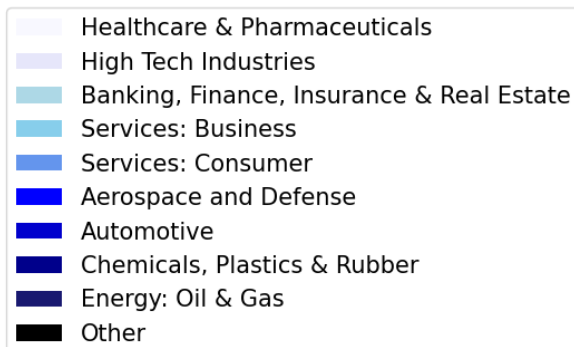 Healthcare & Pharmaceuticals
High Tech Industries
Banking, Finance, Insurance & Real Estate
Services: Business
Services: Consumer
Aerospace and Defense
Automotive
Chemicals, Plastics & Rubber
Energy: Oil & Gas
Other